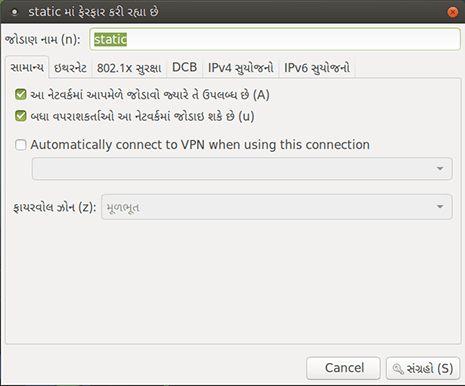 static માં ફેરફાર કરી રહ્યા છે
જોડાણ નામ (n): static
સામાન્ય ઇથરનેટ 802.1x સુરક્ષા DCB IPv4 સુયોજનો IPv6 સુયોજનો
આ નેટવર્કમાં આપમેળે જોડાવો જ્યારે તે ઉપલબ્ધ છે (A)
બધા વપરાશકર્તાઓ આ નેટવર્કમાં જોડાઇ શકે છે (u)
Automatically connect to VPN when using this connection
ફાયરવોલ ઝોન (z): મૂળભૂત
Cancel સંગ્રહો (S)